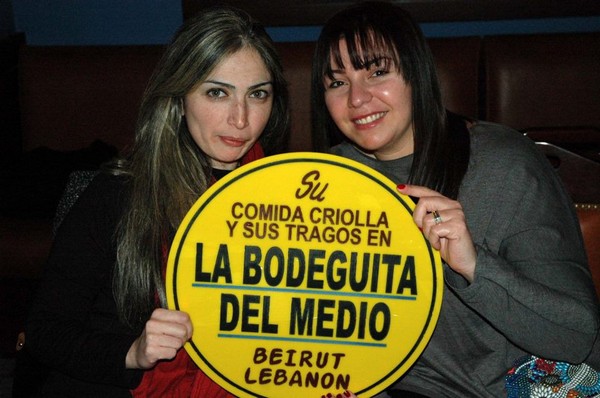 Su
COMIDA CRIOLLA
Y SUS TRAGOS EN
LA BODEGUITA
DEL MEDIO
BEIRUT
LEBANON